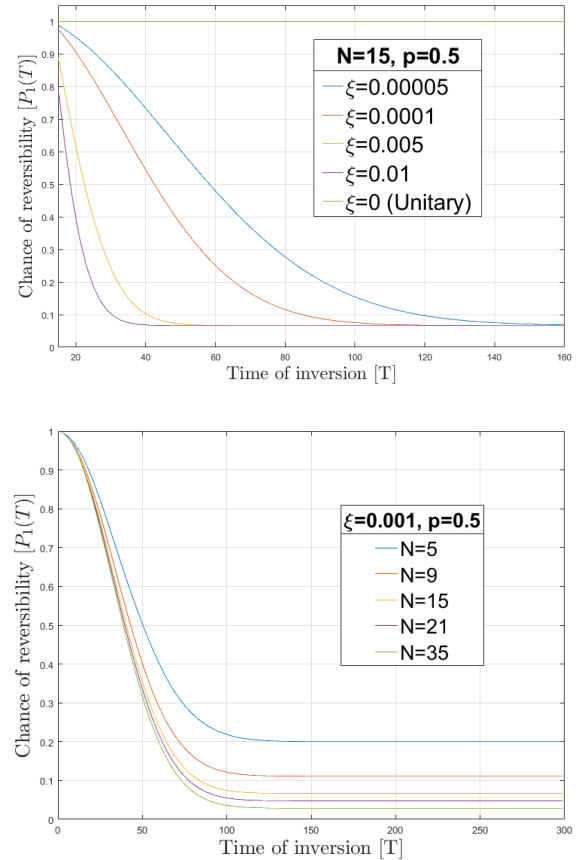 1
0.9
0.8
0.7
0.6
0.5
0.4
0.3
0.2
0.1
0
Chance of reversibility [P₁(T)]
N=15, p=0.5
ξ=0.00005
ξ=0.0001
ξ=0.005
ξ=0.01
ξ=0 (Unitary)
20 40 60 80 100 120 140 160
Time of inversion [T]
1
0.9
0.8
0.7
0.6
0.5
0.4
0.3
0.2
0.1
0
Chance of reversibility [P₁(T)]
ξ=0.001, p=0.5
N=5
N=9
N=15
N=21
N=35
0 50 100 150 200 250 300
Time of inversion [T]